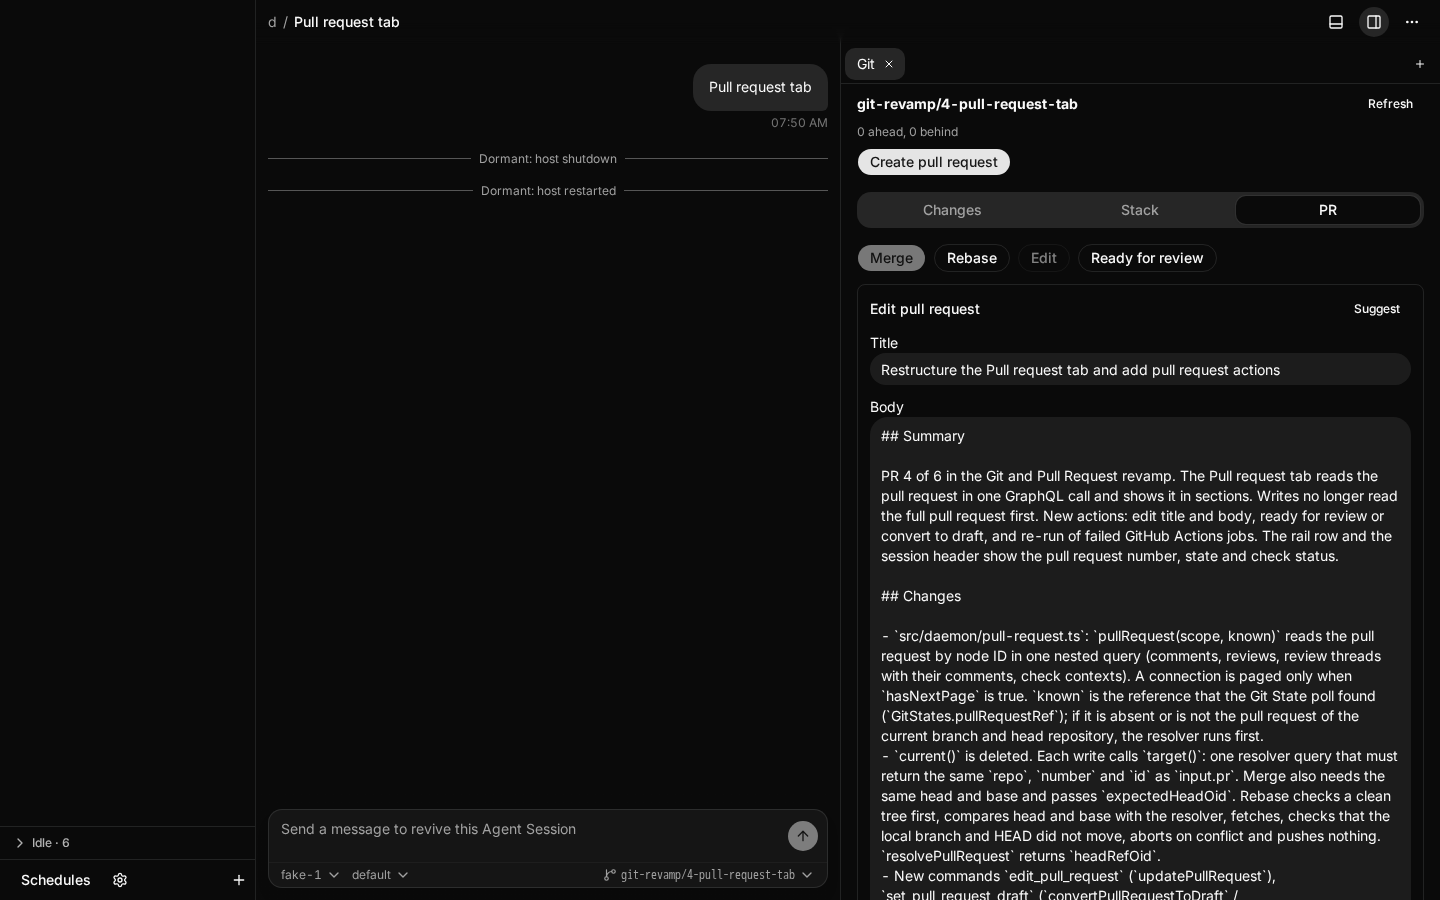 d / Pull request tab
Git
Pull request tab
07:50 AM
Dormant: host shutdown
Dormant: host restarted
git-revamp/4-pull-request-tab
Refresh
0 ahead, 0 behind
Create pull request
Changes
Stack
PR
Merge
Rebase
Edit
Ready for review
Edit pull request
Suggest
Title
Restructure the Pull request tab and add pull request actions
Body
## Summary
PR 4 of 6 in the Git and Pull Request revamp. The Pull request tab reads the
pull request in one GraphQL call and shows it in sections. Writes no longer read
the full pull request first. New actions: edit title and body, ready for review or
convert to draft, and re-run of failed GitHub Actions jobs. The rail row and the
session header show the pull request number, state and check status.
## Changes
- `src/daemon/pull-request.ts`: `pullRequest(scope, known)` reads the pull
request by node ID in one nested query (comments, reviews, review threads
with their comments, check contexts). A connection is paged only when
`hasNextPage` is true. `known` is the reference that the Git State poll found
(`GitStates.pullRequestRef`); if it is absent or is not the pull request of the
current branch and head repository, the resolver runs first.
- `current()` is deleted. Each write calls `target()`: one resolver query that must
return the same `repo`, `number` and `id` as `input.pr`. Merge also needs the
same head and base and passes `expectedHeadOid`. Rebase checks a clean
tree first, compares head and base with the resolver, fetches, checks that the
local branch and HEAD did not move, aborts on conflict and pushes nothing.
`resolvePullRequest` returns `headRefOid`.
- New commands `edit_pull_request` (`updatePullRequest`),
`set_pull_request_draft` (`convertPullRequestToDraft` /
Send a message to revive this Agent Session
fake-1
default
git-revamp/4-pull-request-tab
Idle · 6
Schedules